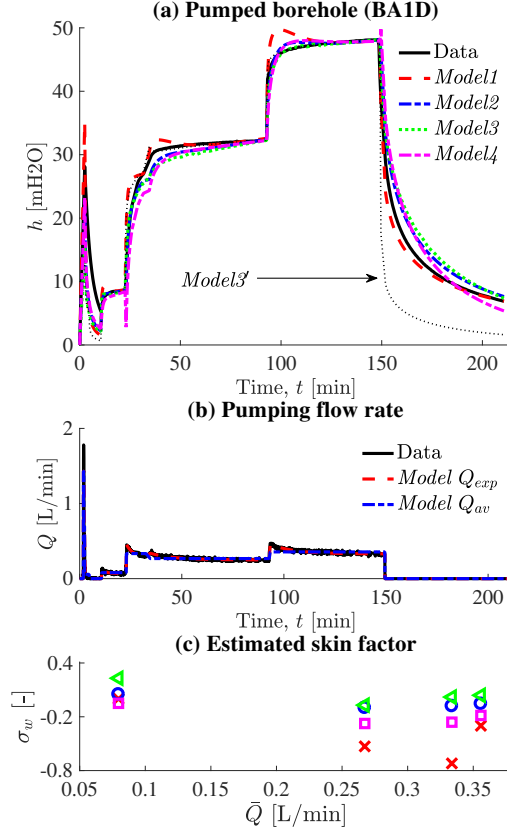 (a) Pumped borehole (BA1D)
50
40
30
20
10
0
h [mH2O]
Data
Model1
Model2
Model3
Model4
Model3'
0 50 100 150 200
Time, t [min]
(b) Pumping flow rate
2
1
0
Q [L/min]
Data
Model Q_exp
Model Q_av
0 50 100 150 200
Time, t [min]
(c) Estimated skin factor
0.4
-0.2
-0.8
σ_w [-]
0.05 0.1 0.15 0.2 0.25 0.3 0.35
Q̄ [L/min]